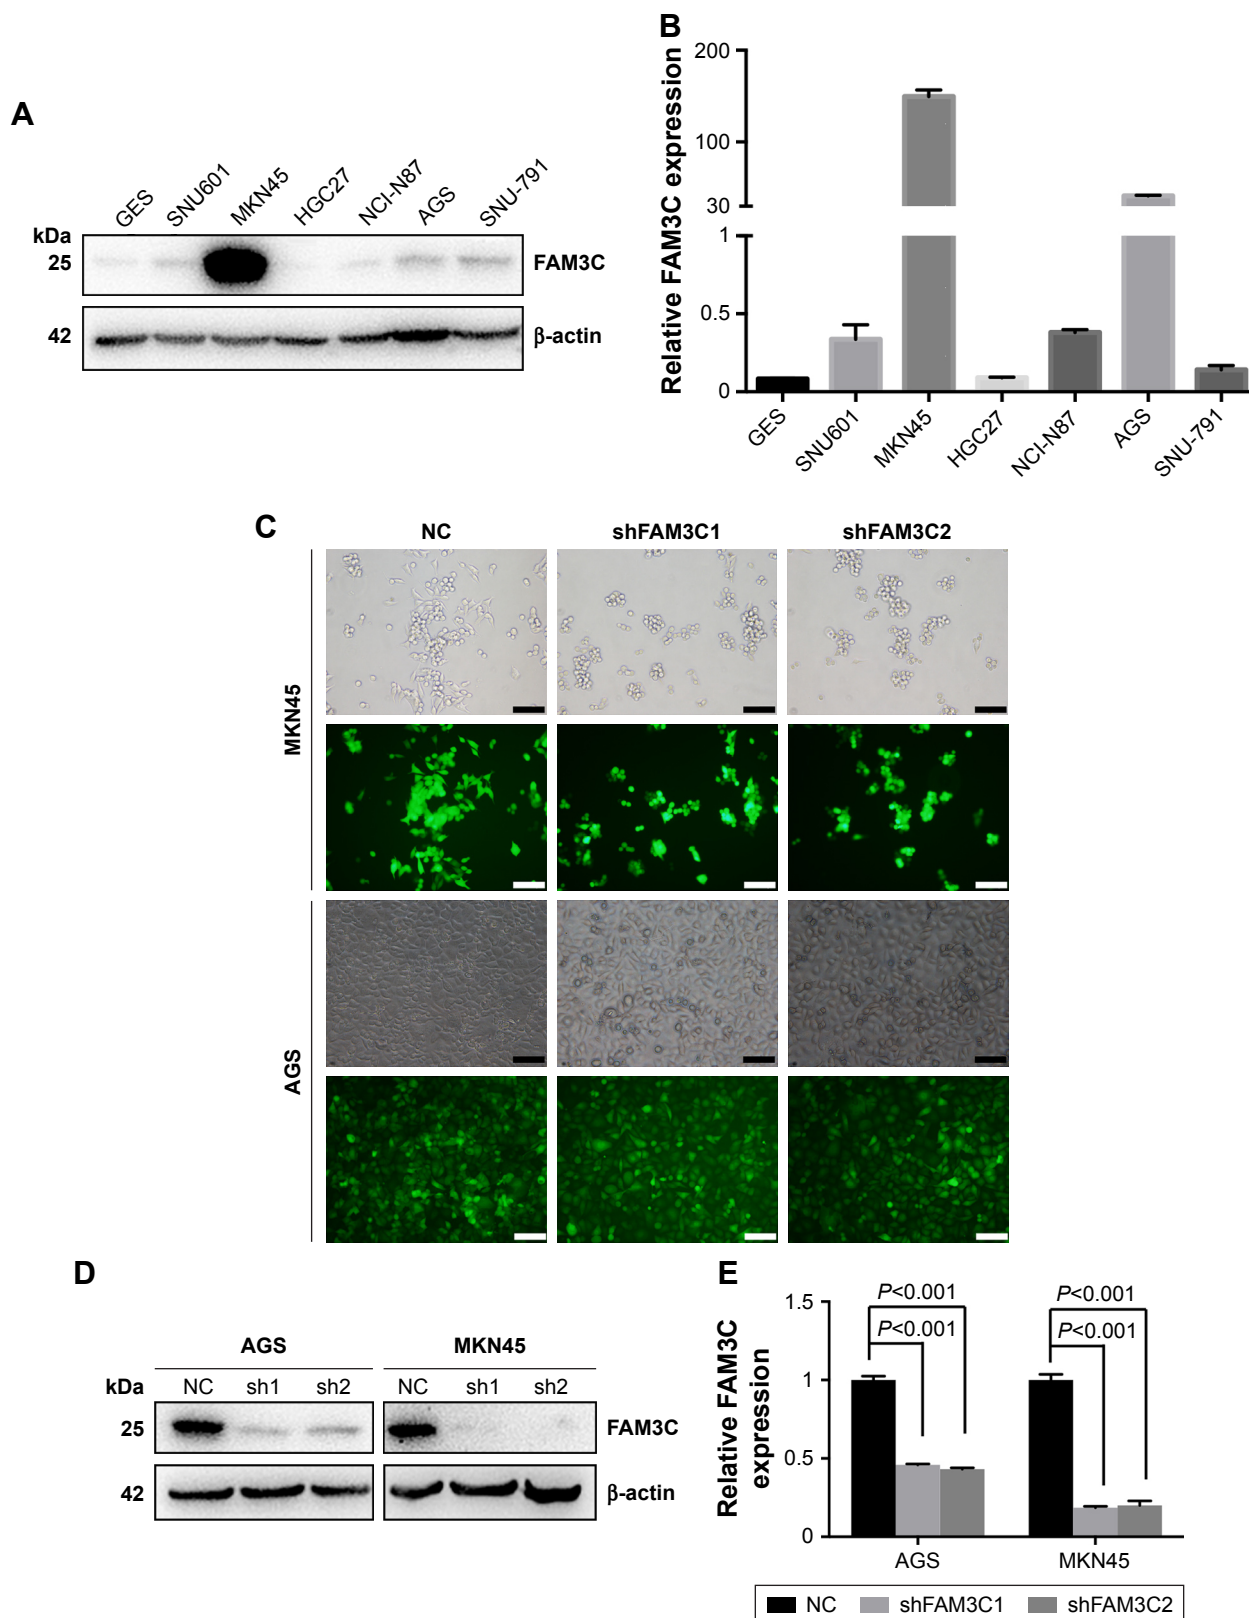 A
GES
SNU601
MKN45
HGC27
NCI-N87
AGS
SNU-791
kDa
25
FAM3C
42
β-actin
B
Relative FAM3C expression
200
100
30
1
0.5
0
GES
SNU601
MKN45
HGC27
NCI-N87
AGS
SNU-791
C
NC shFAM3C1 shFAM3C2
MKN45
AGS
D
AGS MKN45
kDa NC sh1 sh2 NC sh1 sh2
25 FAM3C
42 β-actin
E
Relative FAM3C
expression
1.5
1
0.5
0
P<0.001
P<0.001
P<0.001
P<0.001
AGS MKN45
NC shFAM3C1 shFAM3C2